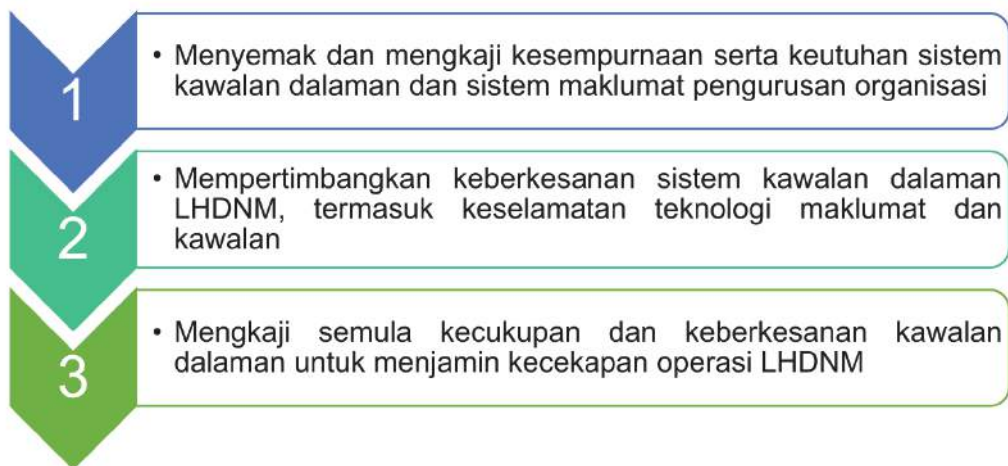 1
• Menyemak dan mengkaji kesempurnaan serta keutuhan sistem
kawalan dalaman dan sistem maklumat pengurusan organisasi
2
• Mempertimbangkan keberkesanan sistem kawalan dalaman
LHDNM, termasuk keselamatan teknologi maklumat dan
kawalan
3
• Mengkaji semula kecukupan dan keberkesanan kawalan
dalaman untuk menjamin kecekapan operasi LHDNM